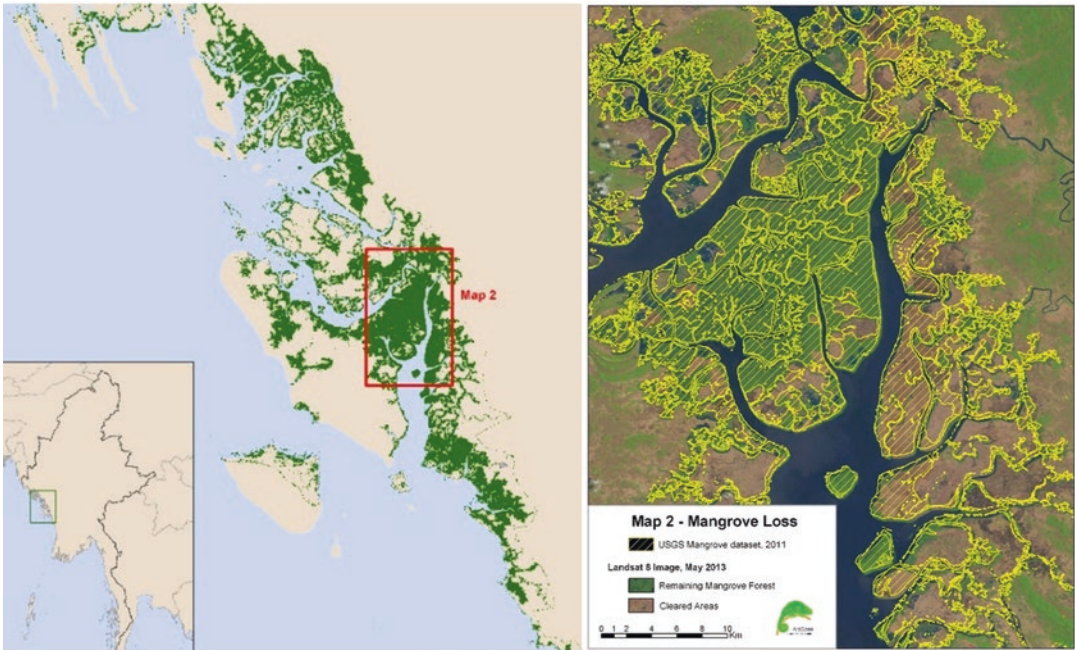 Map 2
Map 2 - Mangrove Loss
USGS Mangrove dataset, 2011
Landsat 8 Image, May 2013
Remaining Mangrove Forest
Cleared Areas
0 1 2 4 6 8 10
Km